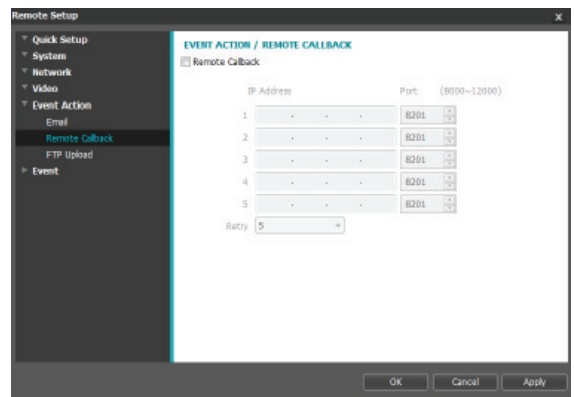 Remote Setup x
Quick Setup
System
Network
Video
Event Action
Email
Remote Callback
FTP Upload
Event
EVENT ACTION / REMOTE CALLBACK
Remote Callback
IP Address Port (8000~12000)
1 . . . 8201
2 . . . 8201
3 . . . 8201
4 . . . 8201
5 . . . 8201
Retry 5
OK Cancel Apply